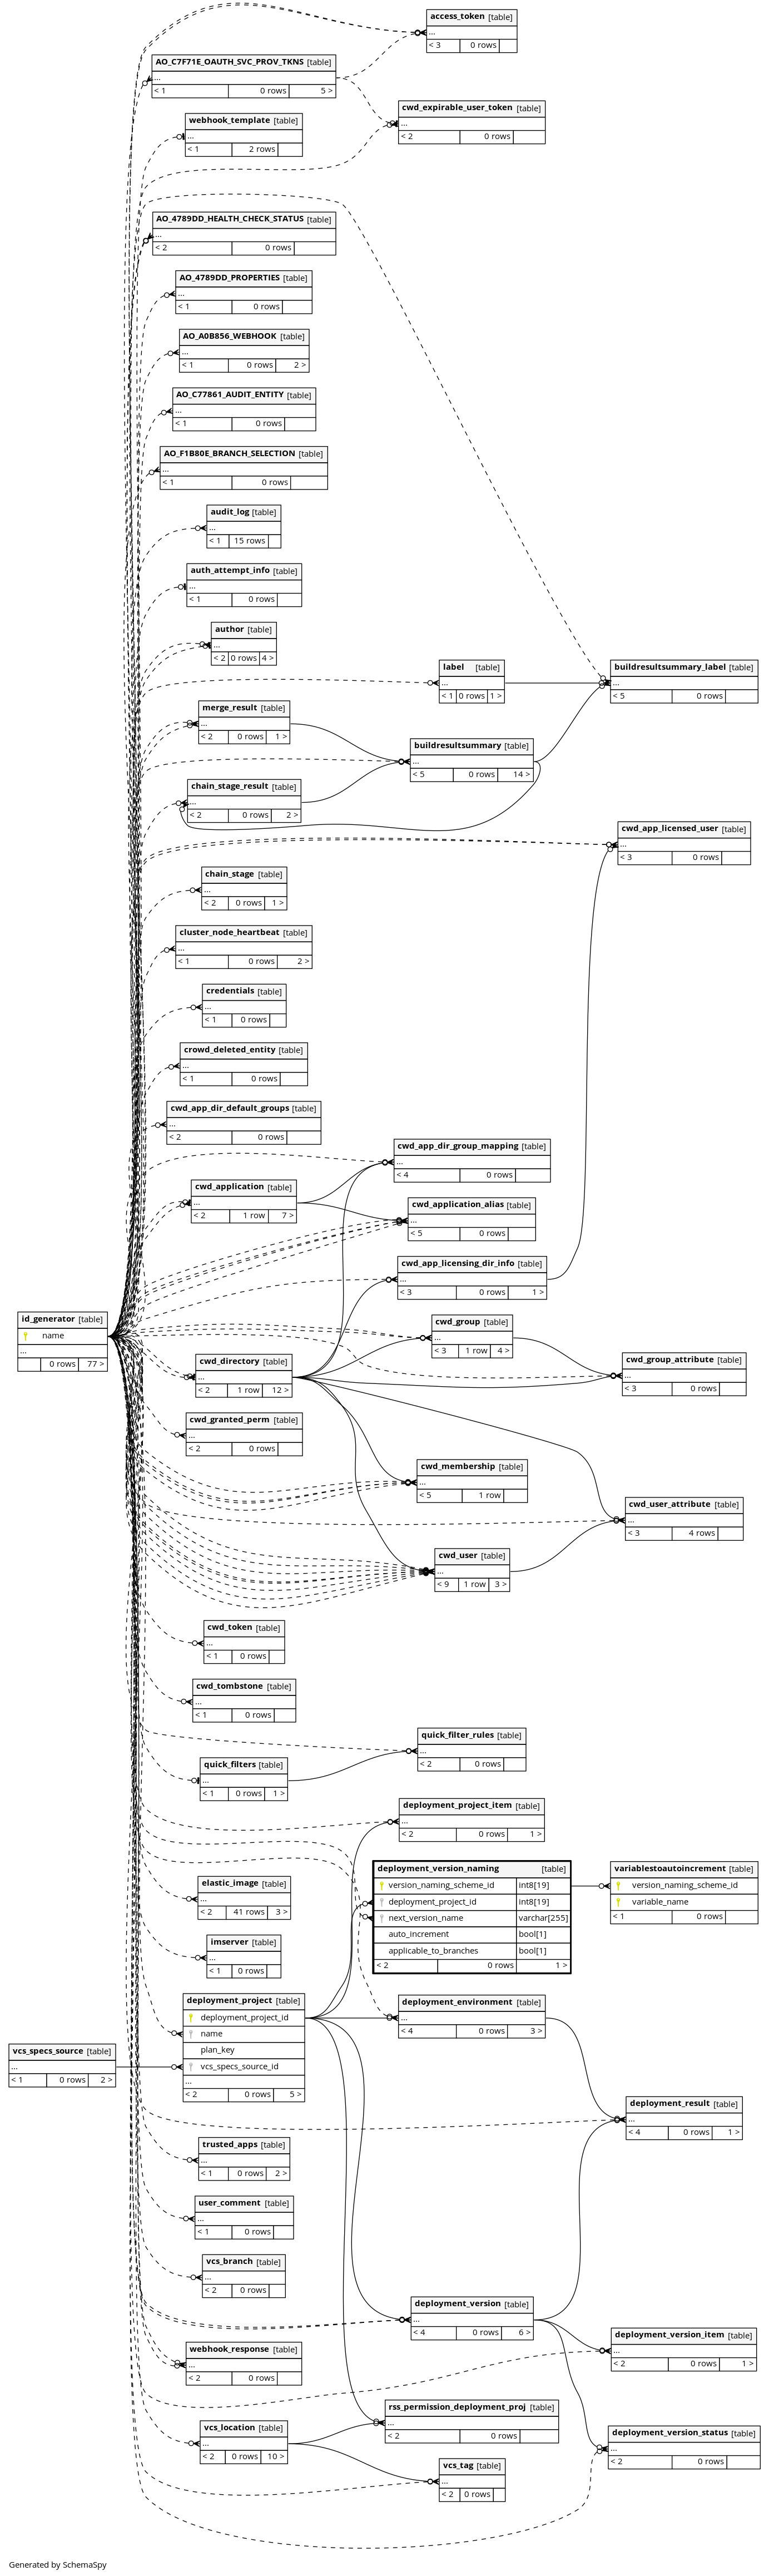 access_token [table]
...
< 3 0 rows
AO_C7F71E_OAUTH_SVC_PROV_TKNS [table]
...
< 1 0 rows 5 >
cwd_expirable_user_token [table]
...
< 2 0 rows
webhook_template [table]
...
< 1 2 rows
AO_4789DD_HEALTH_CHECK_STATUS [table]
...
< 2 0 rows
AO_4789DD_PROPERTIES [table]
...
< 1 0 rows
AO_A0B856_WEBHOOK [table]
...
< 1 0 rows 2 >
AO_C77861_AUDIT_ENTITY [table]
...
< 1 0 rows
AO_F1B80E_BRANCH_SELECTION [table]
...
< 1 0 rows
audit_log [table]
...
< 1 15 rows
auth_attempt_info [table]
...
< 1 0 rows
author [table]
...
< 2 0 rows 4 >
label [table]
...
< 1 0 rows 1 >
buildresultsummary_label [table]
...
< 5 0 rows
merge_result [table]
...
< 2 0 rows 1 >
buildresultsummary [table]
...
< 5 0 rows 14 >
chain_stage_result [table]
...
< 2 0 rows 2 >
cwd_app_licensed_user [table]
...
< 3 0 rows
chain_stage [table]
...
< 2 0 rows 1 >
cluster_node_heartbeat [table]
...
< 1 0 rows 2 >
credentials [table]
...
< 1 0 rows
crowd_deleted_entity [table]
...
< 1 0 rows
cwd_app_dir_default_groups [table]
...
< 2 0 rows
cwd_app_dir_group_mapping [table]
...
< 4 0 rows
cwd_application [table]
...
< 2 1 row 7 >
cwd_application_alias [table]
...
< 5 0 rows
cwd_app_licensing_dir_info [table]
...
< 3 0 rows 1 >
id_generator [table]
name
...
0 rows 77 >
cwd_group [table]
...
< 3 1 row 4 >
cwd_directory [table]
...
< 2 1 row 12 >
cwd_group_attribute [table]
...
< 3 0 rows
cwd_granted_perm [table]
...
< 2 0 rows
cwd_membership [table]
...
< 5 1 row
cwd_user_attribute [table]
...
< 3 4 rows
cwd_user [table]
...
< 9 1 row 3 >
cwd_token [table]
...
< 1 0 rows
cwd_tombstone [table]
...
< 1 0 rows
quick_filter_rules [table]
...
< 2 0 rows
quick_filters [table]
...
< 1 0 rows 1 >
deployment_project_item [table]
...
< 2 0 rows 1 >
deployment_version_naming [table]
version_naming_scheme_id int8[19]
deployment_project_id int8[19]
next_version_name varchar[255]
auto_increment bool[1]
applicable_to_branches bool[1]
< 2 0 rows 1 >
variablestoautoincrement [table]
version_naming_scheme_id
variable_name
< 1 0 rows
elastic_image [table]
...
< 2 41 rows 3 >
imserver [table]
...
< 1 0 rows
deployment_project [table]
deployment_project_id
name
plan_key
vcs_specs_source_id
...
< 2 0 rows 5 >
deployment_environment [table]
...
< 4 0 rows 3 >
vcs_specs_source [table]
...
< 1 0 rows 2 >
deployment_result [table]
...
< 4 0 rows 1 >
trusted_apps [table]
...
< 1 0 rows 2 >
user_comment [table]
...
< 1 0 rows
vcs_branch [table]
...
< 2 0 rows
deployment_version [table]
...
< 4 0 rows 6 >
deployment_version_item [table]
...
< 2 0 rows 1 >
webhook_response [table]
...
< 2 0 rows
rss_permission_deployment_proj [table]
...
< 2 0 rows
vcs_location [table]
...
< 2 0 rows 10 >
deployment_version_status [table]
...
< 2 0 rows
vcs_tag [table]
...
< 2 0 rows
Generated by SchemaSpy